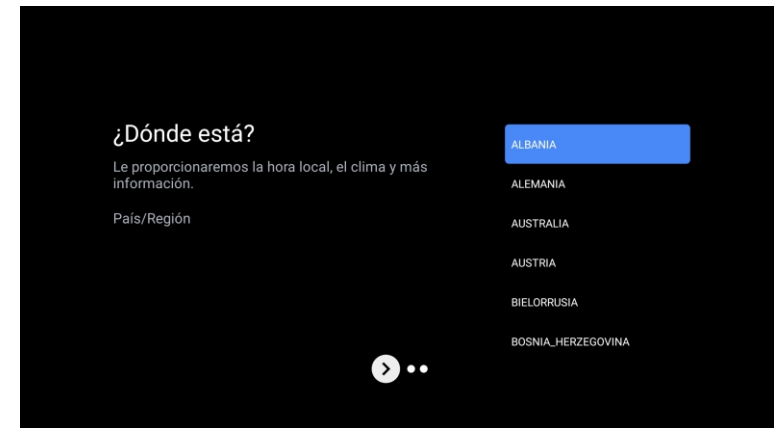 ¿Dónde está?
Le proporcionaremos la hora local, el clima y más
información.
País/Región
ALBANIA
ALEMANIA
AUSTRALIA
AUSTRIA
BIELORRUSIA
BOSNIA_HERZEGOVINA